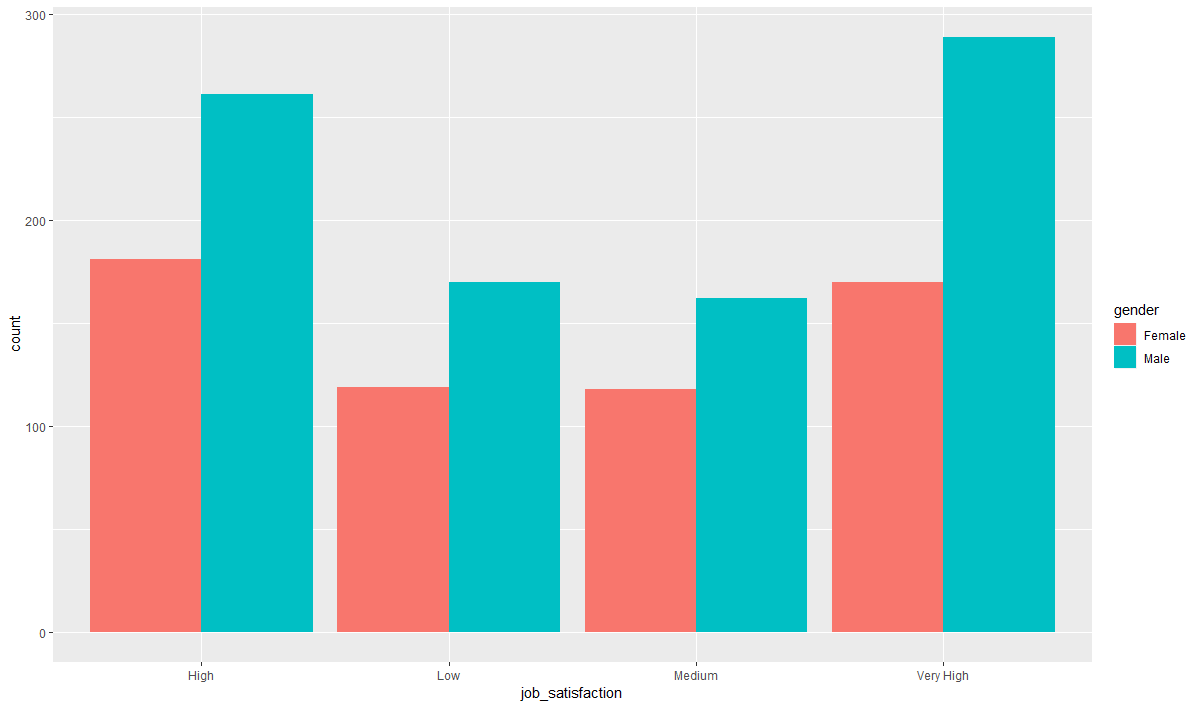 300
200
100
0
count
High Low Medium Very High
job_satisfaction
gender
Female
Male